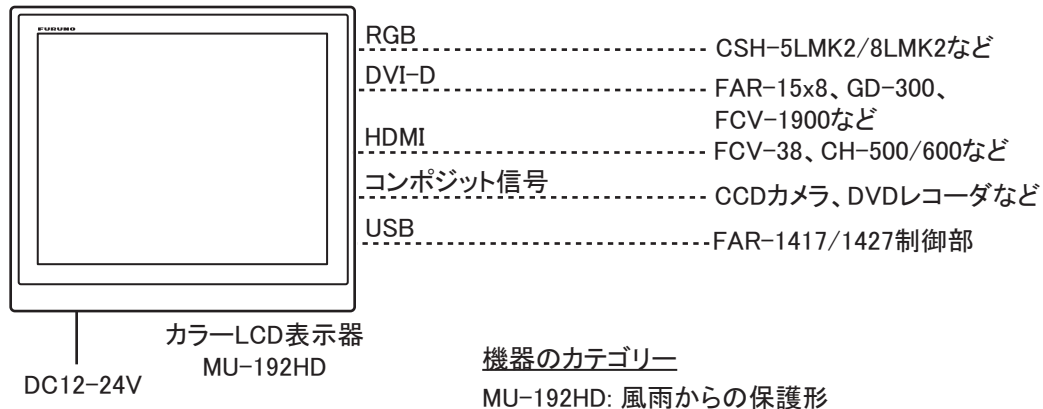 FURUNO
RGB
CSH-5LMK2/8LMK2など
DVI-D
FAR-15x8、GD-300、
FCV-1900など
HDMI
FCV-38、CH-500/600など
コンポジット信号
CCDカメラ、DVDレコーダなど
USB
FAR-1417/1427制御部
カラーLCD表示器
MU-192HD
DC12-24V
機器のカテゴリー
MU-192HD: 風雨からの保護形